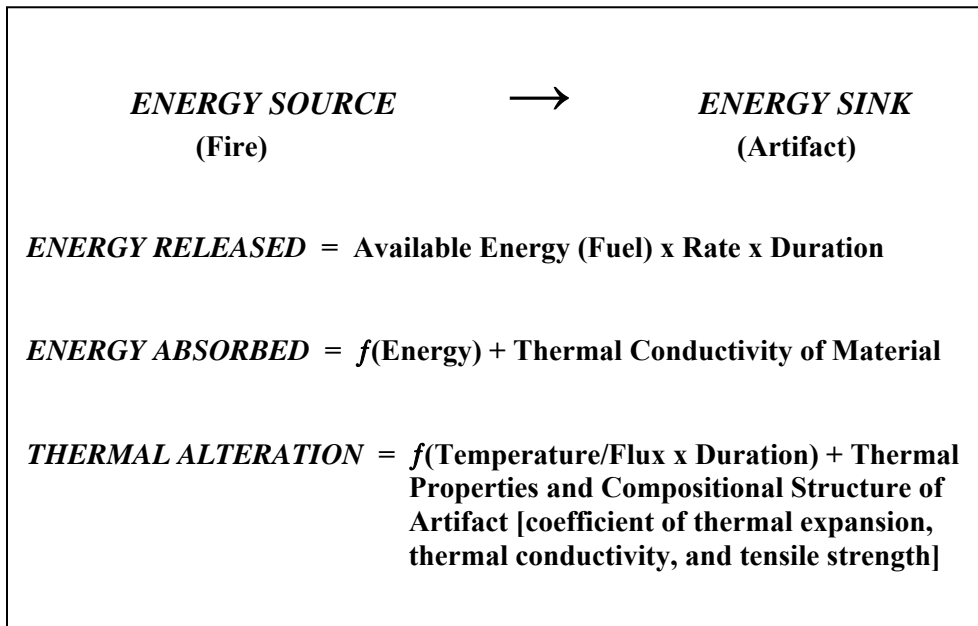 ENERGY SOURCE → ENERGY SINK
(Fire) (Artifact)
ENERGY RELEASED = Available Energy (Fuel) x Rate x Duration
ENERGY ABSORBED = f(Energy) + Thermal Conductivity of Material
THERMAL ALTERATION = f(Temperature/Flux x Duration) + Thermal
Properties and Compositional Structure of
Artifact [coefficient of thermal expansion,
thermal conductivity, and tensile strength]